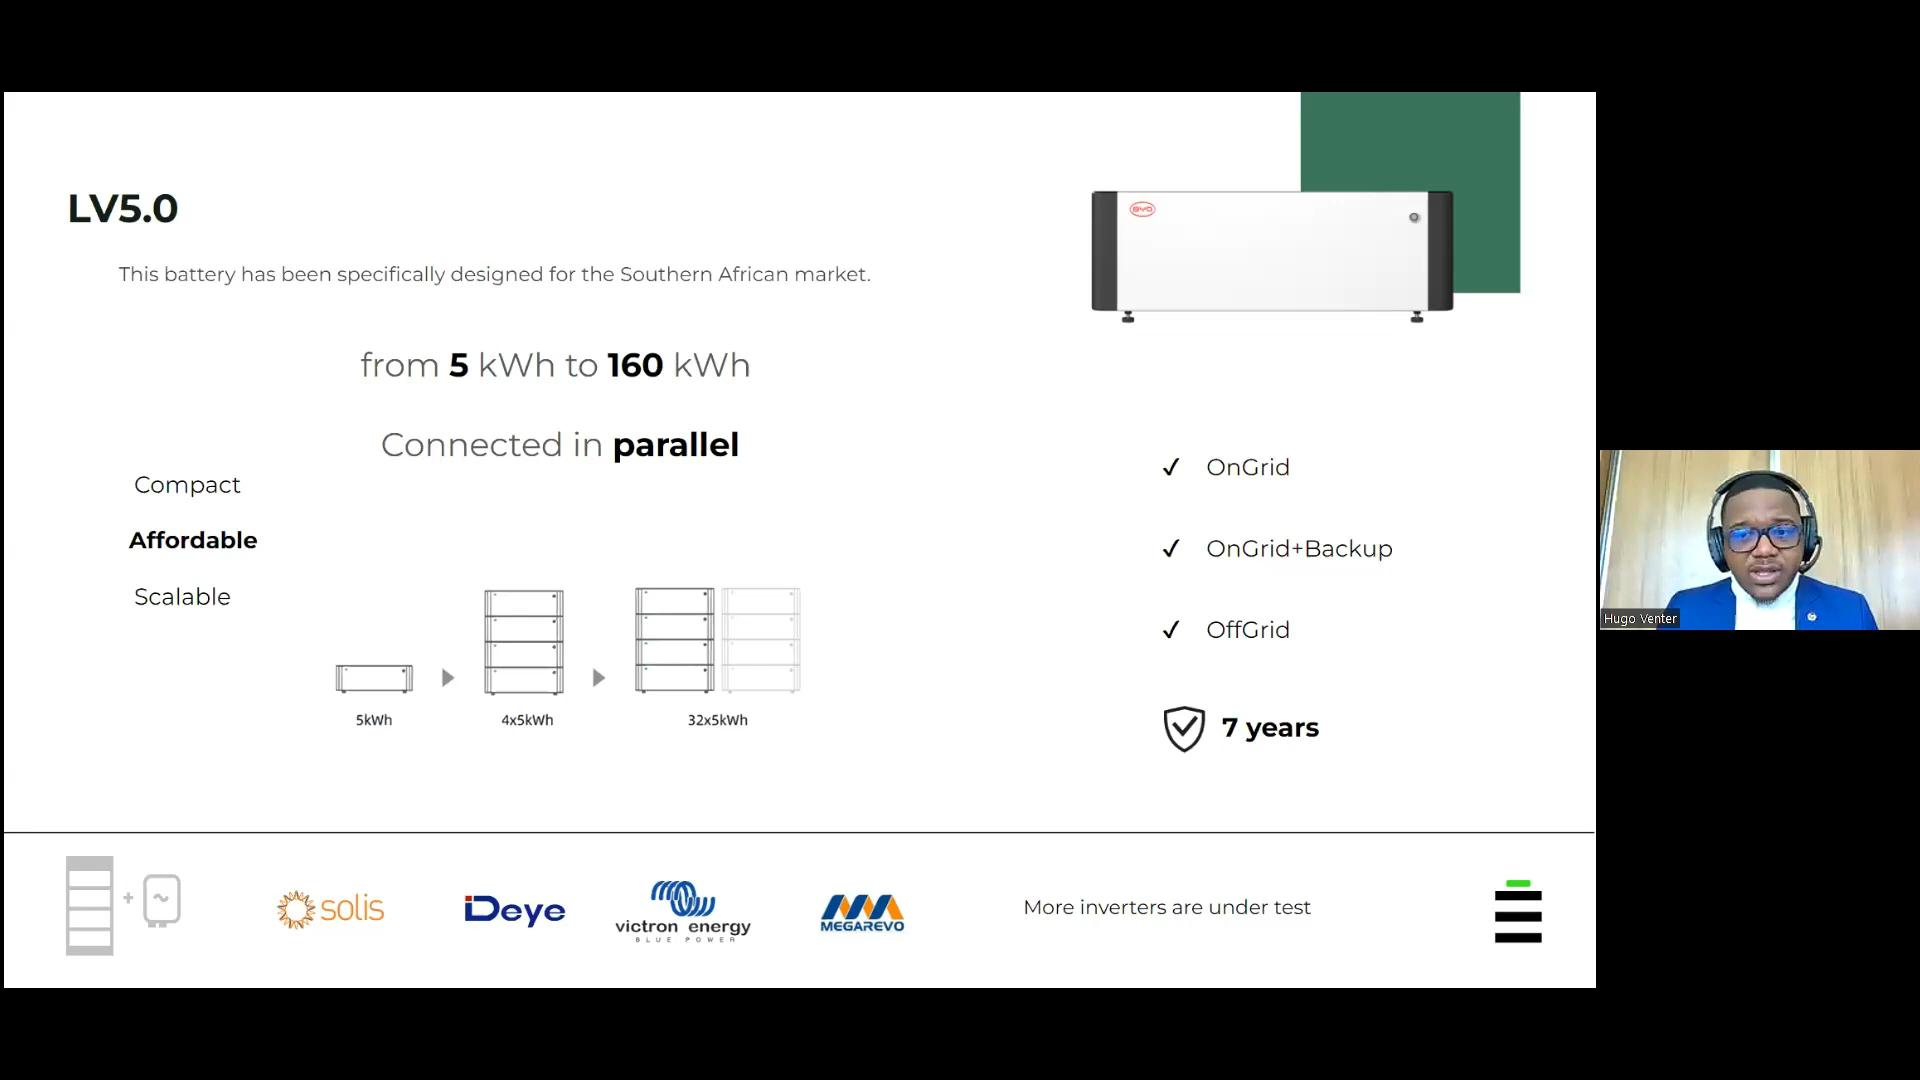 LV5.0
BYD
This battery has been specifically designed for the Southern African market.
from 5 kWh to 160 kWh
Connected in parallel
Compact
Affordable
Scalable
5kWh
4x5kWh
32x5kWh
✓ OnGrid
✓ OnGrid+Backup
✓ OffGrid
7 years
Hugo Venter
+
solis
Deye
victron energy
BLUE POWER
MEGAREVO
More inverters are under test